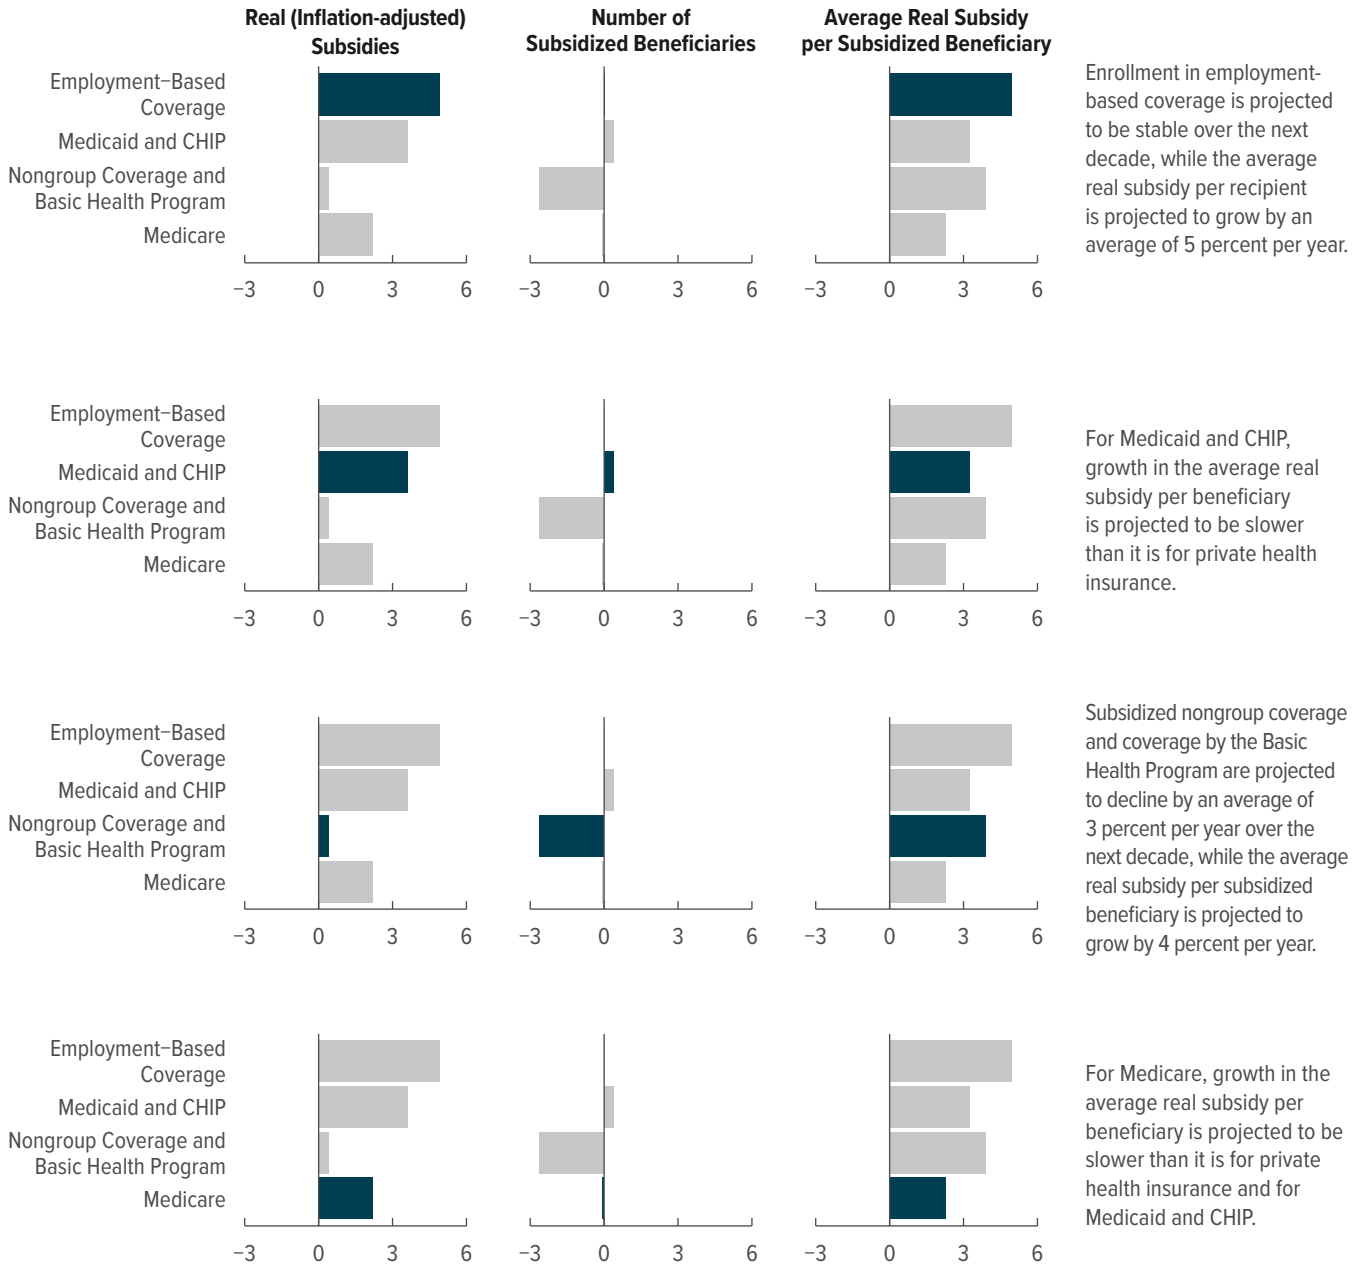 Real (Inflation-adjusted)
Subsidies
Number of
Subsidized Beneficiaries
Average Real Subsidy
per Subsidized Beneficiary
Employment−Based
Coverage
Medicaid and CHIP
Nongroup Coverage and
Basic Health Program
Medicare
−3 0 3 6
−3 0 3 6
−3 0 3 6
Enrollment in employment-
based coverage is projected
to be stable over the next
decade, while the average
real subsidy per recipient
is projected to grow by an
average of 5 percent per year.
Employment−Based
Coverage
Medicaid and CHIP
Nongroup Coverage and
Basic Health Program
Medicare
−3 0 3 6
−3 0 3 6
−3 0 3 6
For Medicaid and CHIP,
growth in the average real
subsidy per beneficiary
is projected to be slower
than it is for private health
insurance.
Employment−Based
Coverage
Medicaid and CHIP
Nongroup Coverage and
Basic Health Program
Medicare
−3 0 3 6
−3 0 3 6
−3 0 3 6
Subsidized nongroup coverage
and coverage by the Basic
Health Program are projected
to decline by an average of
3 percent per year over the
next decade, while the average
real subsidy per subsidized
beneficiary is projected to
grow by 4 percent per year.
Employment−Based
Coverage
Medicaid and CHIP
Nongroup Coverage and
Basic Health Program
Medicare
−3 0 3 6
−3 0 3 6
−3 0 3 6
For Medicare, growth in the
average real subsidy per
beneficiary is projected to be
slower than it is for private
health insurance and for
Medicaid and CHIP.